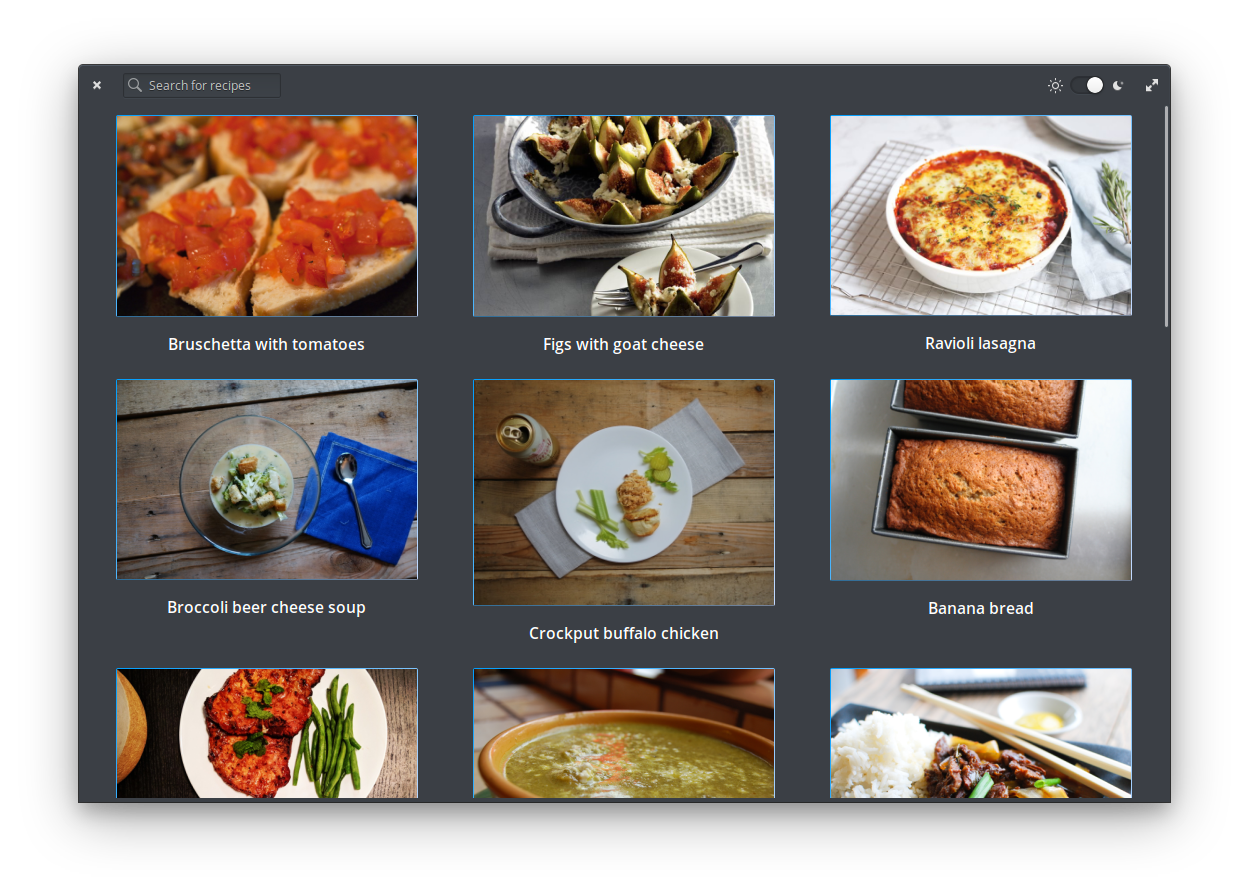 Search for recipes
Bruschetta with tomatoes
Figs with goat cheese
Ravioli lasagna
Broccoli beer cheese soup
Crockput buffalo chicken
Banana bread